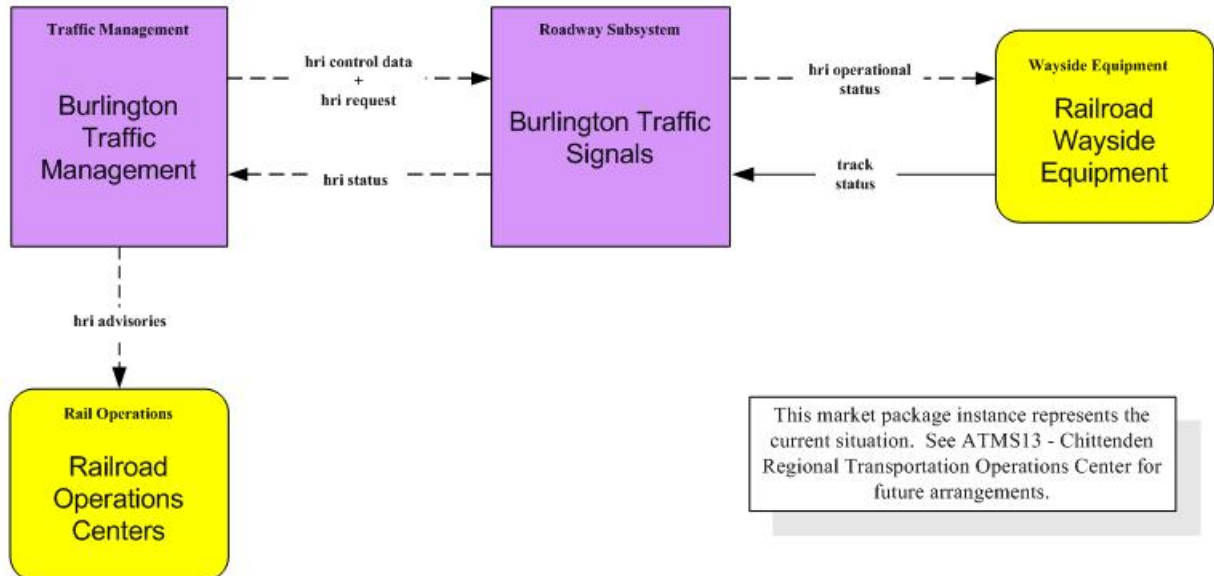 Traffic Management
Burlington
Traffic
Management
hri control data
+
hri request
hri status
Roadway Subsystem
Burlington Traffic
Signals
hri operational
status
track
status
Wayside Equipment
Railroad
Wayside
Equipment
hri advisories
Rail Operations
Railroad
Operations
Centers
This market package instance represents the
current situation. See ATMS13 - Chittenden
Regional Transportation Operations Center for
future arrangements.